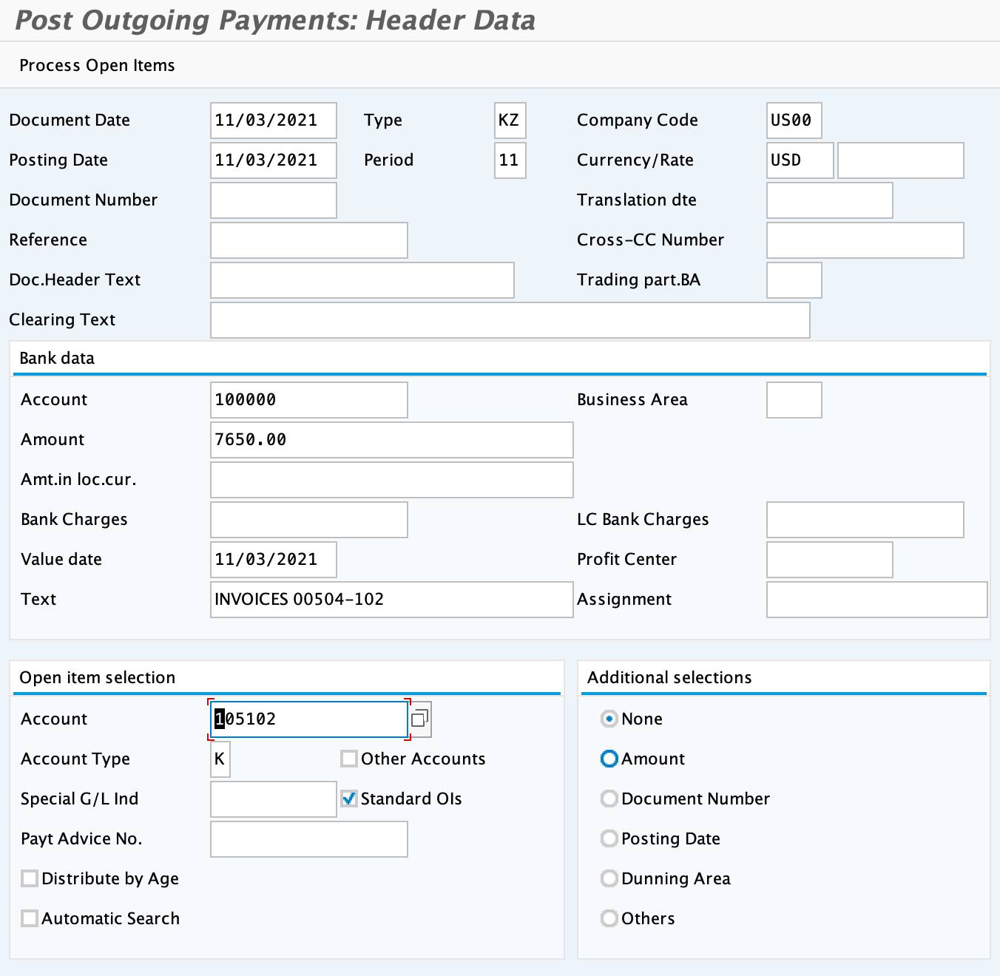 Post Outgoing Payments: Header Data
Process Open Items
Document Date 11/03/2021 Type KZ Company Code US00
Posting Date 11/03/2021 Period 11 Currency/Rate USD
Document Number Translation dte
Reference Cross-CC Number
Doc.Header Text Trading part.BA
Clearing Text
Bank data
Account 100000 Business Area
Amount 7650.00
Amt.in loc.cur.
Bank Charges LC Bank Charges
Value date 11/03/2021 Profit Center
Text INVOICES 00504-102 Assignment
Open item selection
Account 105102
Account Type K Other Accounts
Special G/L Ind Standard OIs
Payt Advice No.
Distribute by Age
Automatic Search
Additional selections
None
Amount
Document Number
Posting Date
Dunning Area
Others